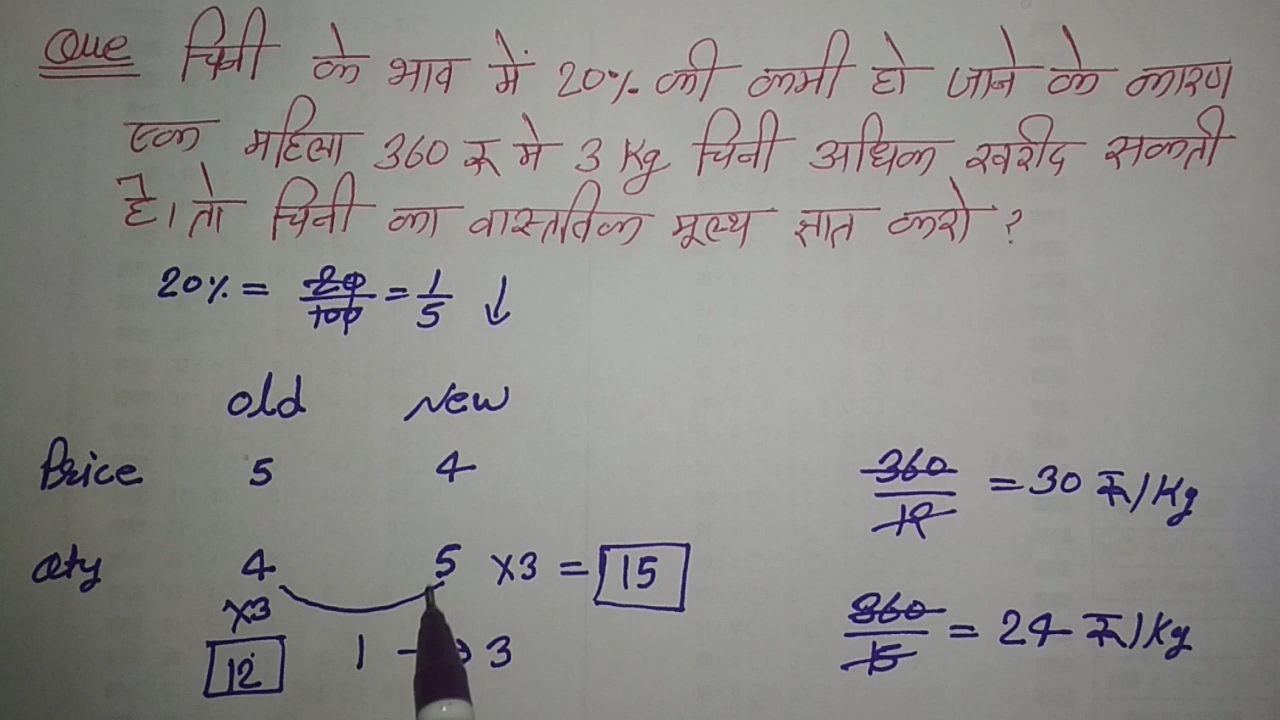 Que चिनी के भाव में 20% की कमी हो जाने के कारण
एक महिला 360 रू मे 3 Kg चिनी अधिक खरीद सकती
है। तो चिनी का वास्तविक मूल्य ज्ञात करो ?
20% = 20/100 = 1/5 ↓
Old New
Price 5 4
360/12 = 30 रू/Kg
Qty 4 5 ×3 = 15
×3
12 1 → 3
360/15 = 24 रू/Kg